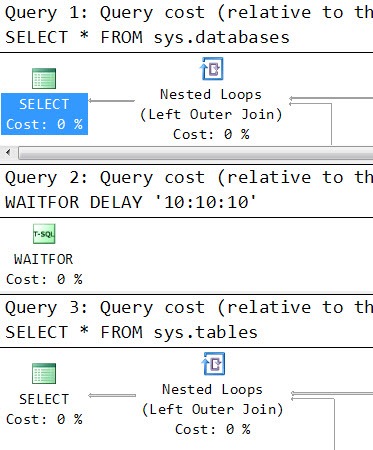 Query 1: Query cost (relative to th
SELECT * FROM sys.databases
Nested Loops
SELECT
(Left Outer Join)
Cost: 0 %
Cost: 0 %
Query 2: Query cost (relative to th
WAITFOR DELAY '10:10:10'
T-SQL
WAITFOR
Cost: 0 %
Query 3: Query cost (relative to th
SELECT * FROM sys.tables
Nested Loops
SELECT
(Left Outer Join)
Cost: 0 %
Cost: 0 %